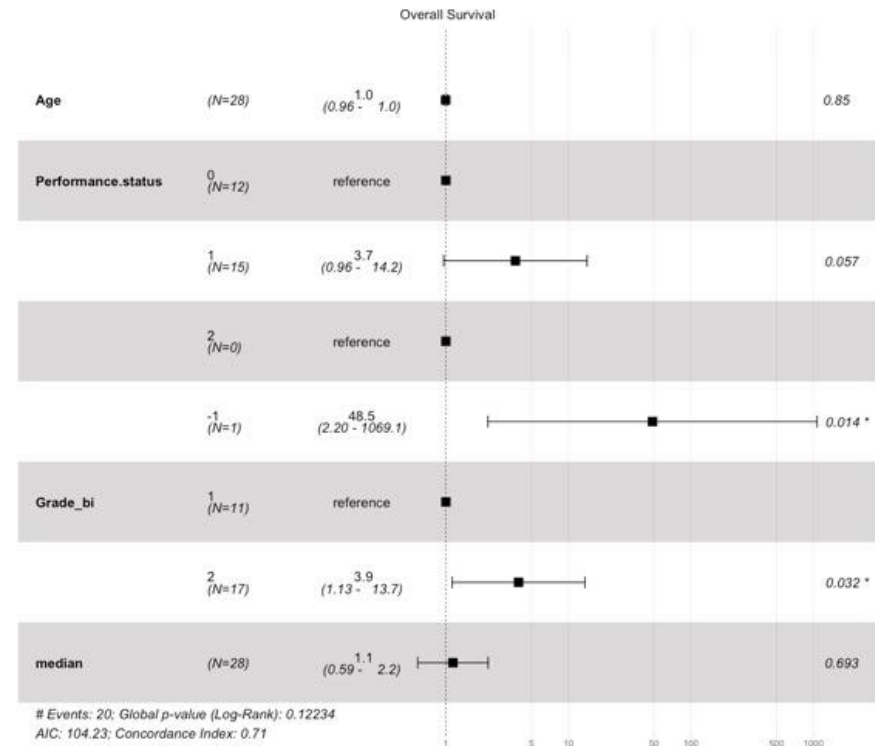 Overall Survival
Age (N=28) 1.0 (0.96 - 1.0) 0.85
Performance.status 0 (N=12) reference
1 (N=15) 3.7 (0.96 - 14.2) 0.057
2 (N=0) reference
-1 (N=1) 48.5 (2.20 - 1069.1) 0.014 *
Grade_bi 1 (N=11) reference
2 (N=17) 3.9 (1.13 - 13.7) 0.032 *
median (N=28) 1.1 (0.59 - 2.2) 0.693
# Events: 20; Global p-value (Log-Rank): 0.12234
AIC: 104.23; Concordance Index: 0.71
1 5 10 50 100 500 1000